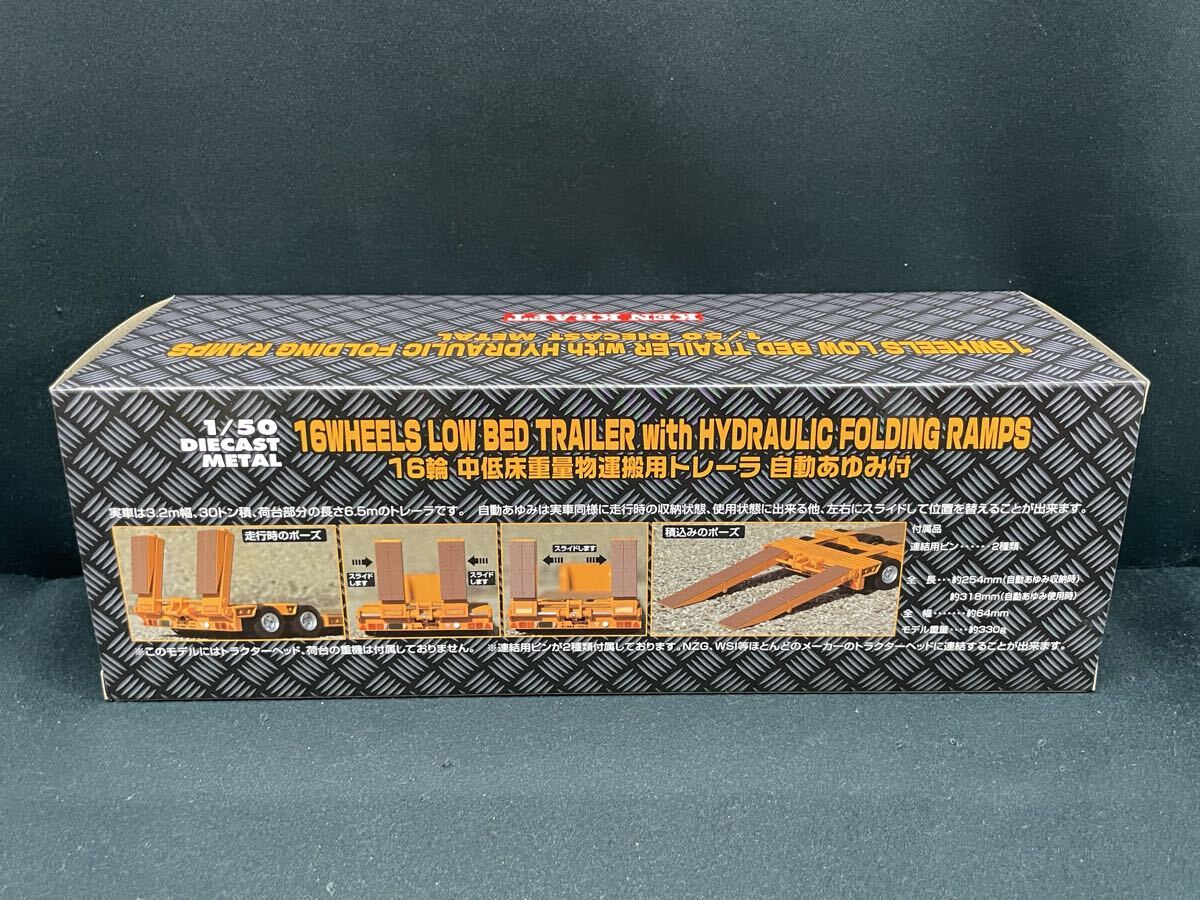 KEN KRAFT
1/50 DIECAST METAL
16WHEELS LOW BED TRAILER with HYDRAULIC FOLDING RAMPS
1/50
DIECAST
METAL
16WHEELS LOW BED TRAILER with HYDRAULIC FOLDING RAMPS
16輪 中低床重量物運搬用トレーラ 自動あゆみ付
実車は3.2m幅、30トン積、荷台部分の長さ6.5mのトレーラです。 自動あゆみは実車同様に走行時の収納状態、使用状態に出来る他、左右にスライドして位置を替えることが出来ます。
走行時のポーズ
スライド
します
スライド
します
スライドします
積込みのポーズ
付属品
連結用ピン……2種類
全 長…約254mm(自動あゆみ収納時)
約318mm(自動あゆみ使用時)
全 幅……約64mm
モデル重量…約330g
※このモデルにはトラクターヘッド、荷台の重機は付属しておりません。 ※連結用ピンが2種類付属しております。NZG、WSI等ほとんどのメーカーのトラクターヘッドに連結することが出来ます。